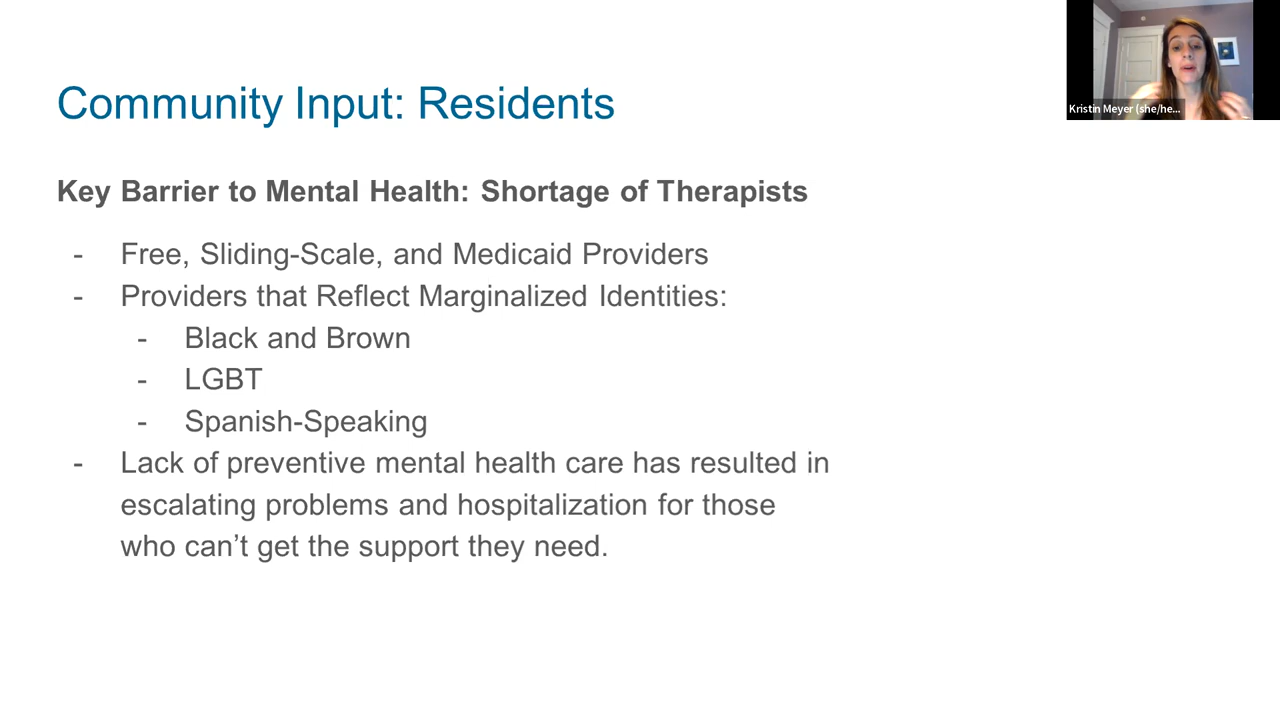 Community Input: Residents
Kristin Meyer (she/he...
Key Barrier to Mental Health: Shortage of Therapists
- Free, Sliding-Scale, and Medicaid Providers
- Providers that Reflect Marginalized Identities:
- Black and Brown
- LGBT
- Spanish-Speaking
- Lack of preventive mental health care has resulted in
escalating problems and hospitalization for those
who can’t get the support they need.